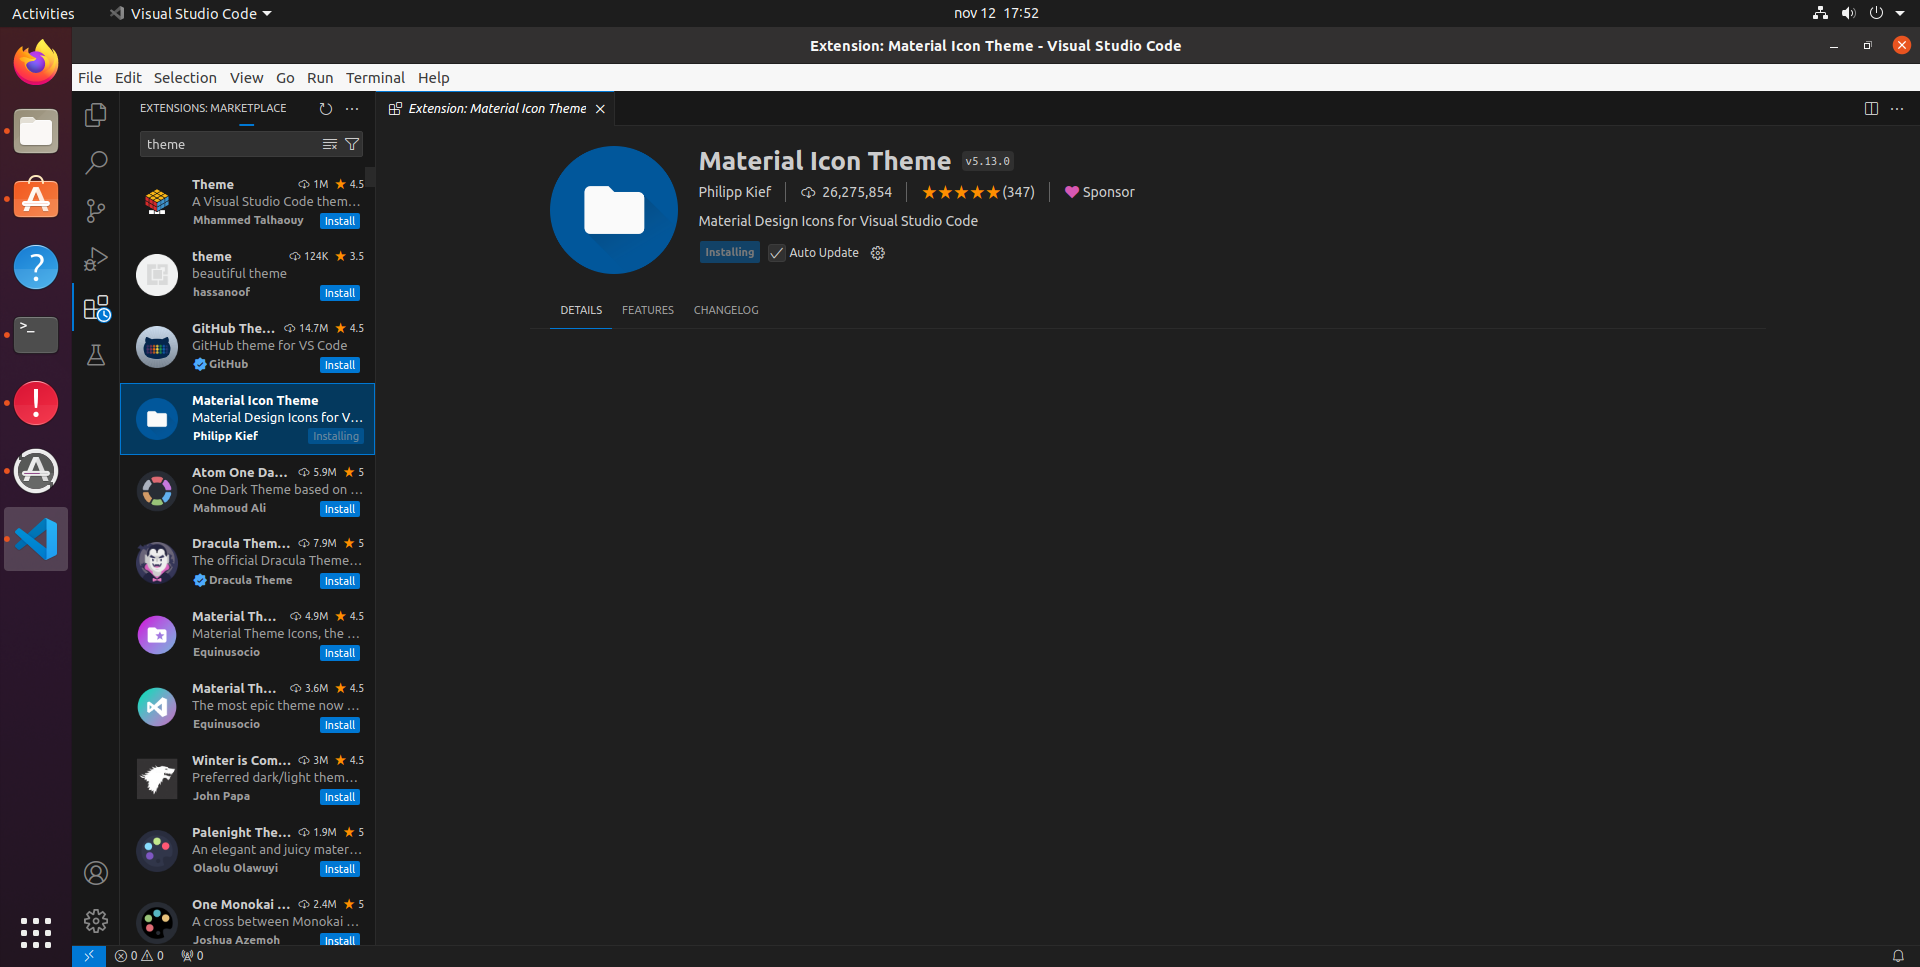 Activities
Visual Studio Code
nov 12 17:52
Extension: Material Icon Theme - Visual Studio Code
File Edit Selection View Go Run Terminal Help
EXTENSIONS: MARKETPLACE
theme
Theme 1M 4.5
A Visual Studio Code them...
Mhammed Talhaouy Install
theme 124K 3.5
beautiful theme
hassanoof Install
GitHub The... 14.7M 4.5
GitHub theme for VS Code
GitHub Install
Material Icon Theme
Material Design Icons for V...
Philipp Kief Installing
Atom One Da... 5.9M 5
One Dark Theme based on ...
Mahmoud Ali Install
Dracula Them... 7.9M 5
The official Dracula Theme...
Dracula Theme Install
Material Th... 4.9M 4.5
Material Theme Icons, the ...
Equinusocio Install
Material Th... 3.6M 4.5
The most epic theme now ...
Equinusocio Install
Winter is Com... 3M 4.5
Preferred dark/light them...
John Papa Install
Palenight The... 1.9M 5
An elegant and juicy mater...
Olaolu Olawuyi Install
One Monokai ... 2.4M 5
A cross between Monokai ...
Joshua Azemoh Install
Extension: Material Icon Theme
Material Icon Theme v5.13.0
Philipp Kief 26,275,854 (347) Sponsor
Material Design Icons for Visual Studio Code
Installing Auto Update
DETAILS FEATURES CHANGELOG
0 0 0